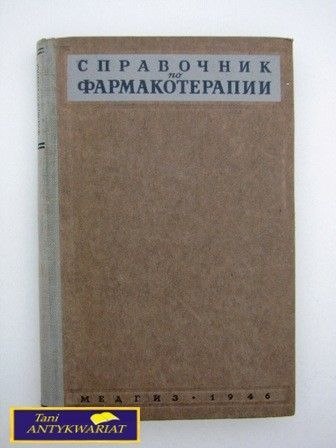 СПРАВОЧНИК
по
ФАРМАКОТЕРАПИИ
МЕДГИЗ • 1946
Tani
ANTYKWARIAT